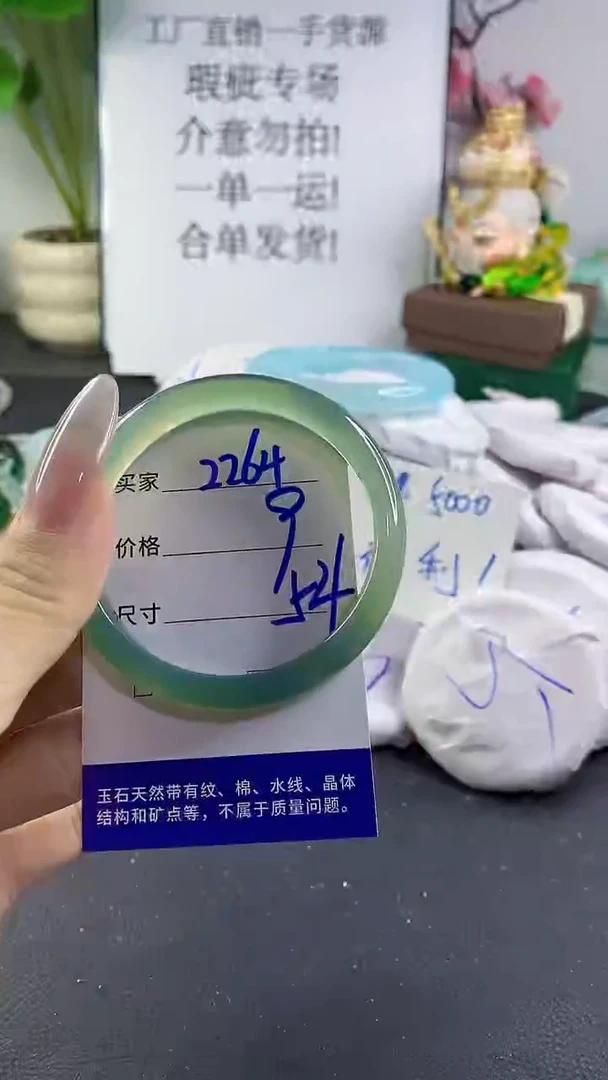 工厂直销一手货源
瑕疵专场
介意勿拍!
一单一运!
合单发货!
买家 2264
价格 9
尺寸 54
5000
利!
玉石天然带有纹、棉、水线、晶体
结构和矿点等，不属于质量问题。